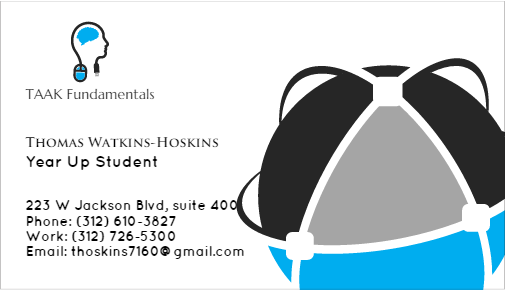 TAAK Fundamentals
Thomas Watkins-Hoskins
Year Up Student
223 W Jackson Blvd, suite 400
Phone: (312) 610-3827
Work: (312) 726-5300
Email: thoskins7160@gmail.com